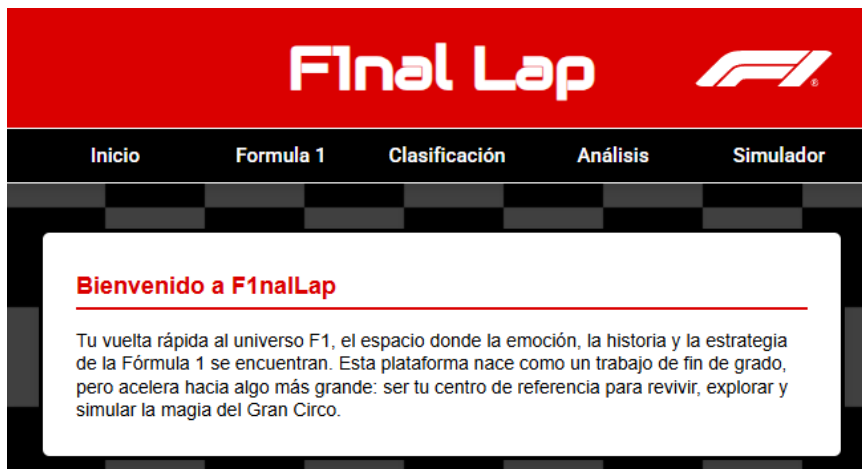 F1nal Lap
Inicio Formula 1 Clasificación Análisis Simulador
Bienvenido a F1nalLap
Tu vuelta rápida al universo F1, el espacio donde la emoción, la historia y la estrategia
de la Fórmula 1 se encuentran. Esta plataforma nace como un trabajo de fin de grado,
pero acelera hacia algo más grande: ser tu centro de referencia para revivir, explorar y
simular la magia del Gran Circo.